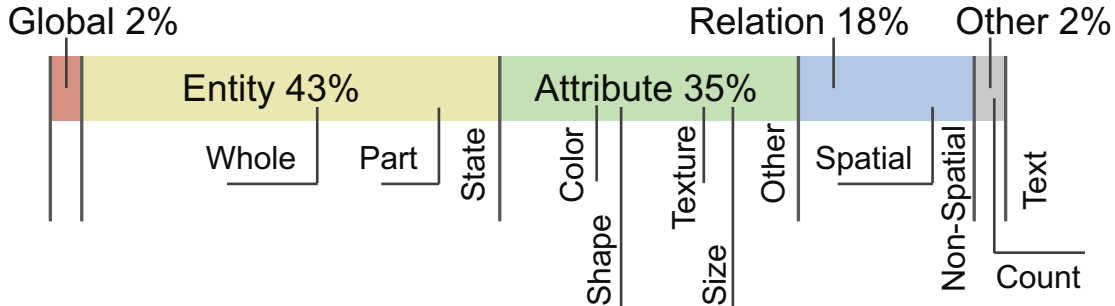 Global 2%
Relation 18%
Other 2%
Entity 43%
Attribute 35%
Whole
Part
State
Color
Shape
Texture
Size
Other
Spatial
Non-Spatial
Text
Count